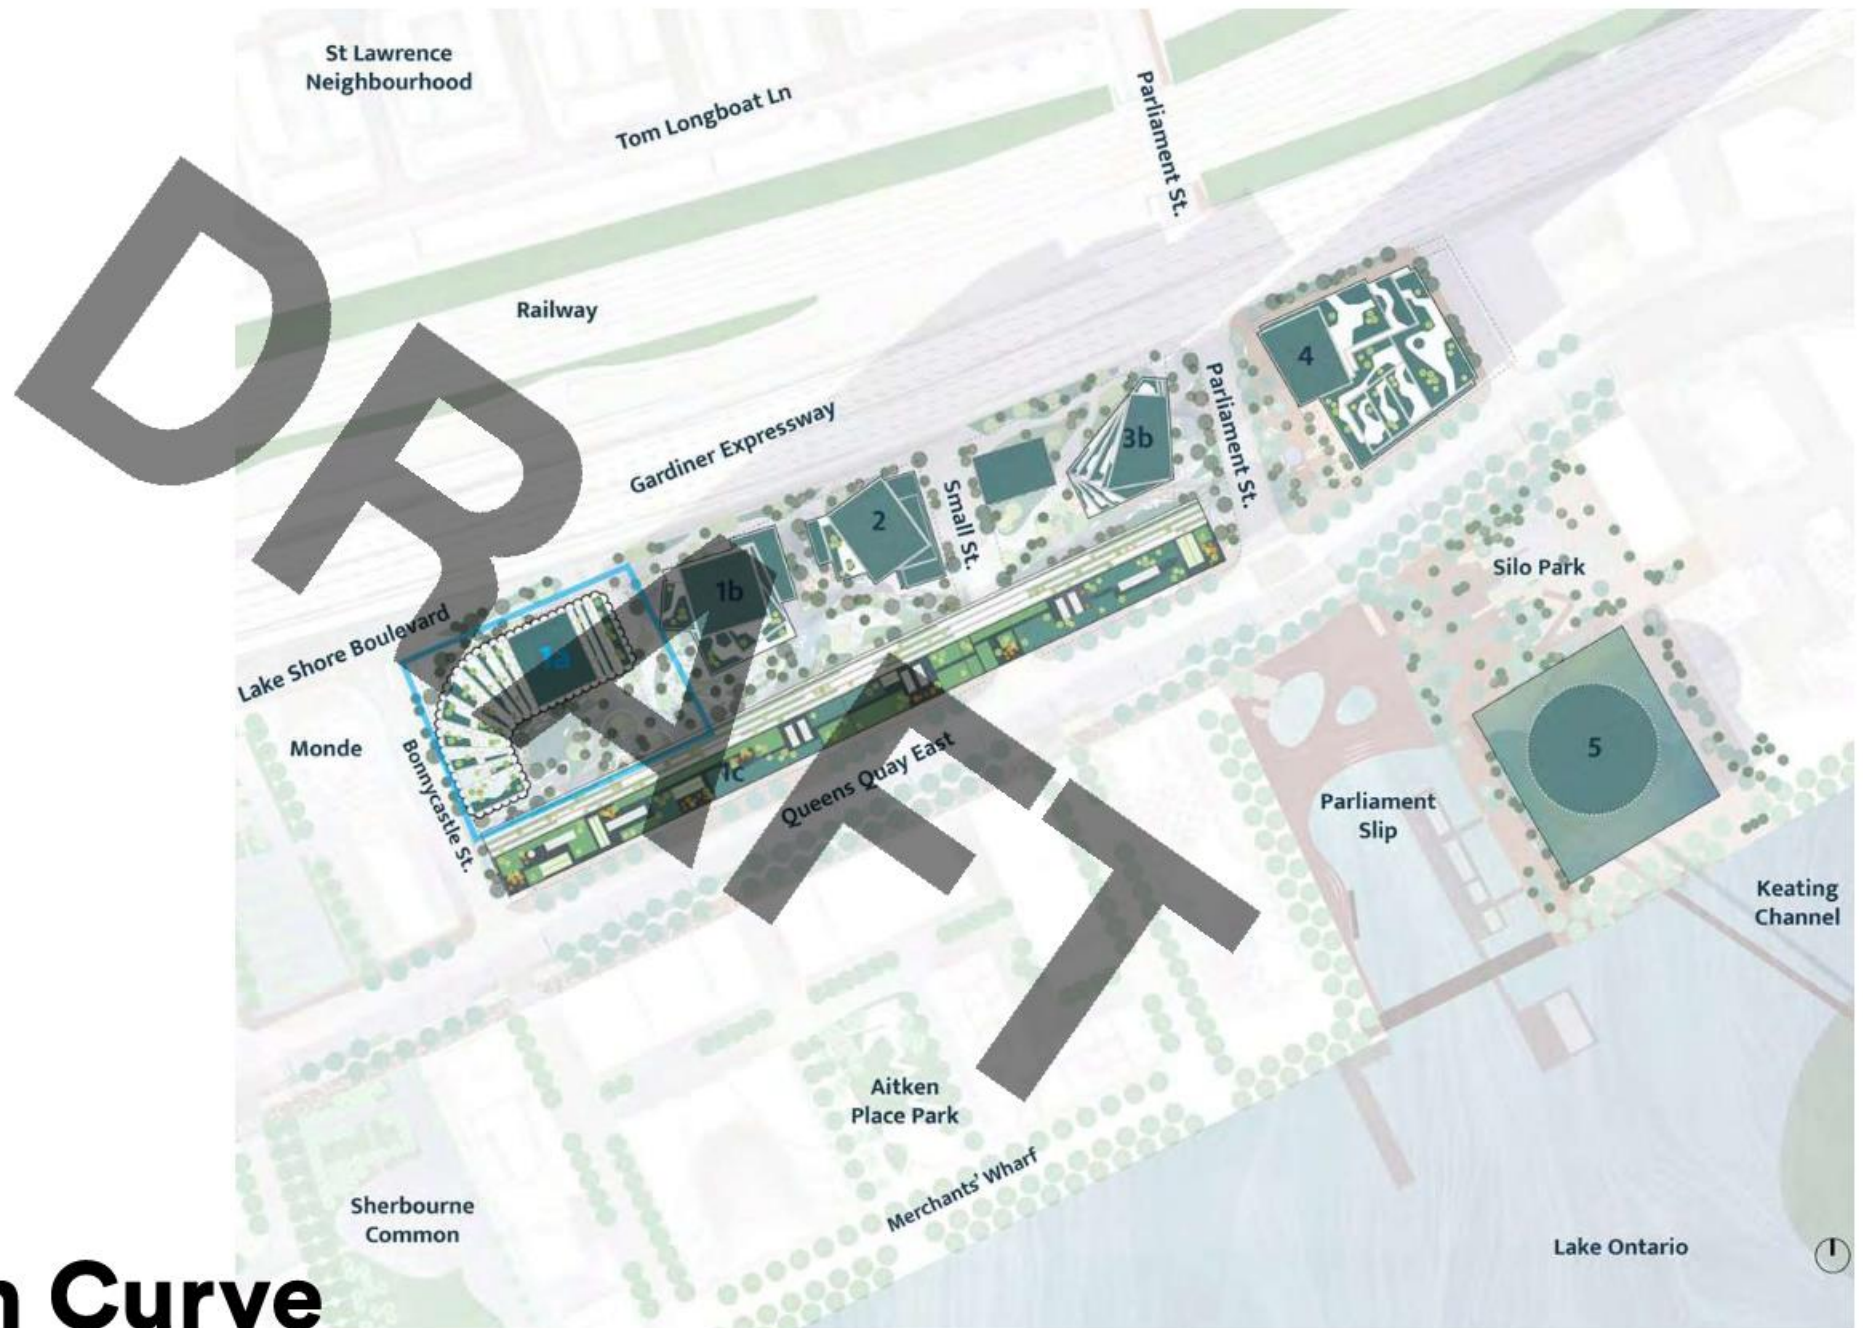 St Lawrence
Neighbourhood
Tom Longboat Ln
Parliament St.
Railway
Gardiner Expressway
Parliament St.
4
3b
2
Small St.
1b
Silo Park
Lake Shore Boulevard
1a
Monde
Bonnycastle St.
1c
Queens Quay East
5
Parliament
Slip
Keating
Channel
Aitken
Place Park
Merchants' Wharf
Sherbourne
Common
Lake Ontario
DRAFT
Curve